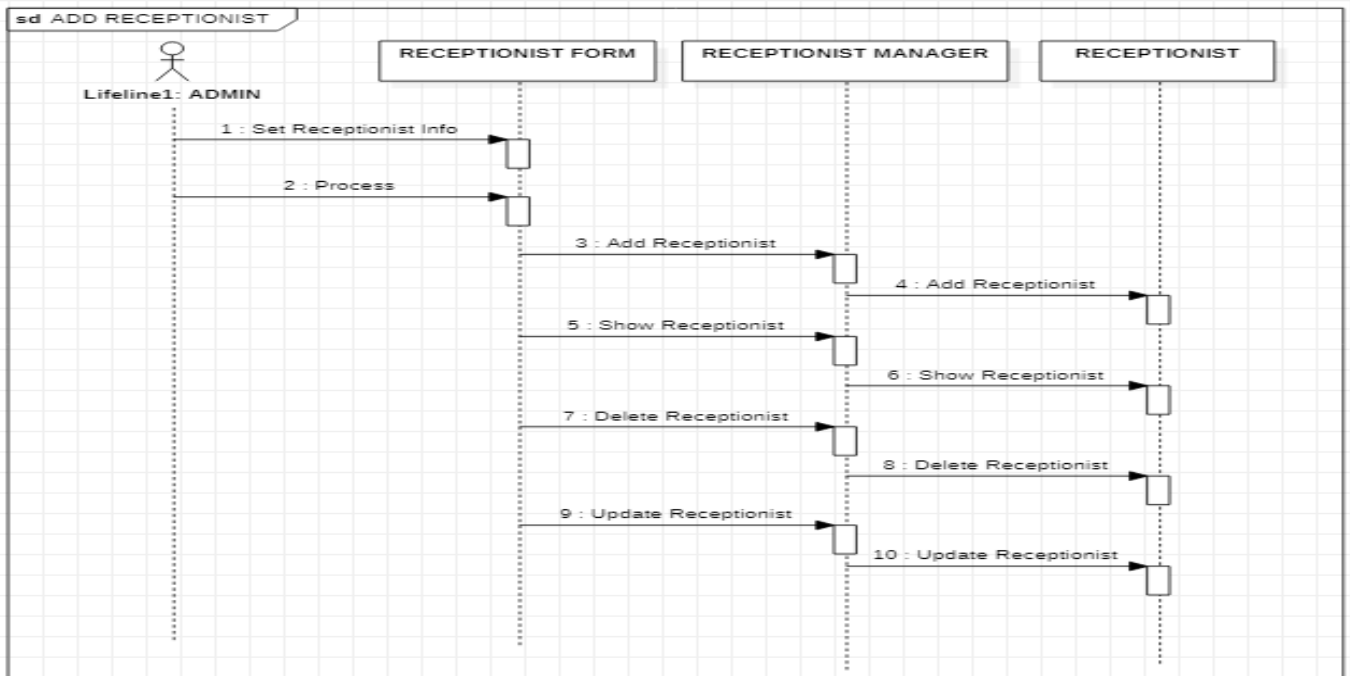 sd ADD RECEPTIONIST
RECEPTIONIST FORM
RECEPTIONIST MANAGER
RECEPTIONIST
Lifeline1: ADMIN
1 : Set Receptionist Info
2 : Process
3 : Add Receptionist
4 : Add Receptionist
5 : Show Receptionist
6 : Show Receptionist
7 : Delete Receptionist
8 : Delete Receptionist
9 : Update Receptionist
10 : Update Receptionist